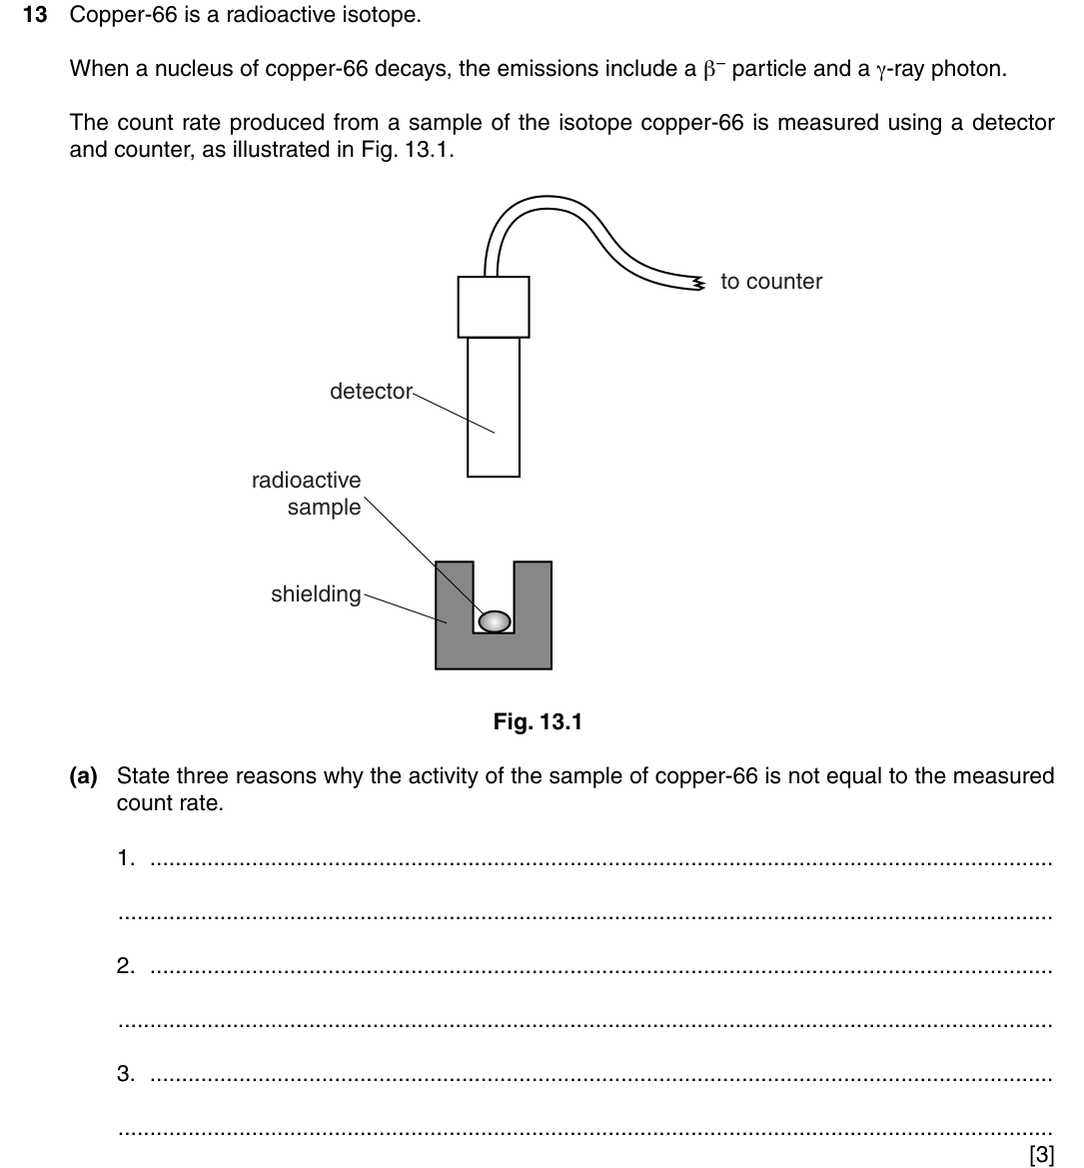 13 Copper-66 is a radioactive isotope.
When a nucleus of copper-66 decays, the emissions include a β⁻ particle and a γ-ray photon.
The count rate produced from a sample of the isotope copper-66 is measured using a detector
and counter, as illustrated in Fig. 13.1.
to counter
detector
radioactive
sample
shielding
Fig. 13.1
(a) State three reasons why the activity of the sample of copper-66 is not equal to the measured
count rate.
1. ....................................................................................................
....................................................................................................
2. ....................................................................................................
....................................................................................................
3. ....................................................................................................
....................................................................................................
[3]